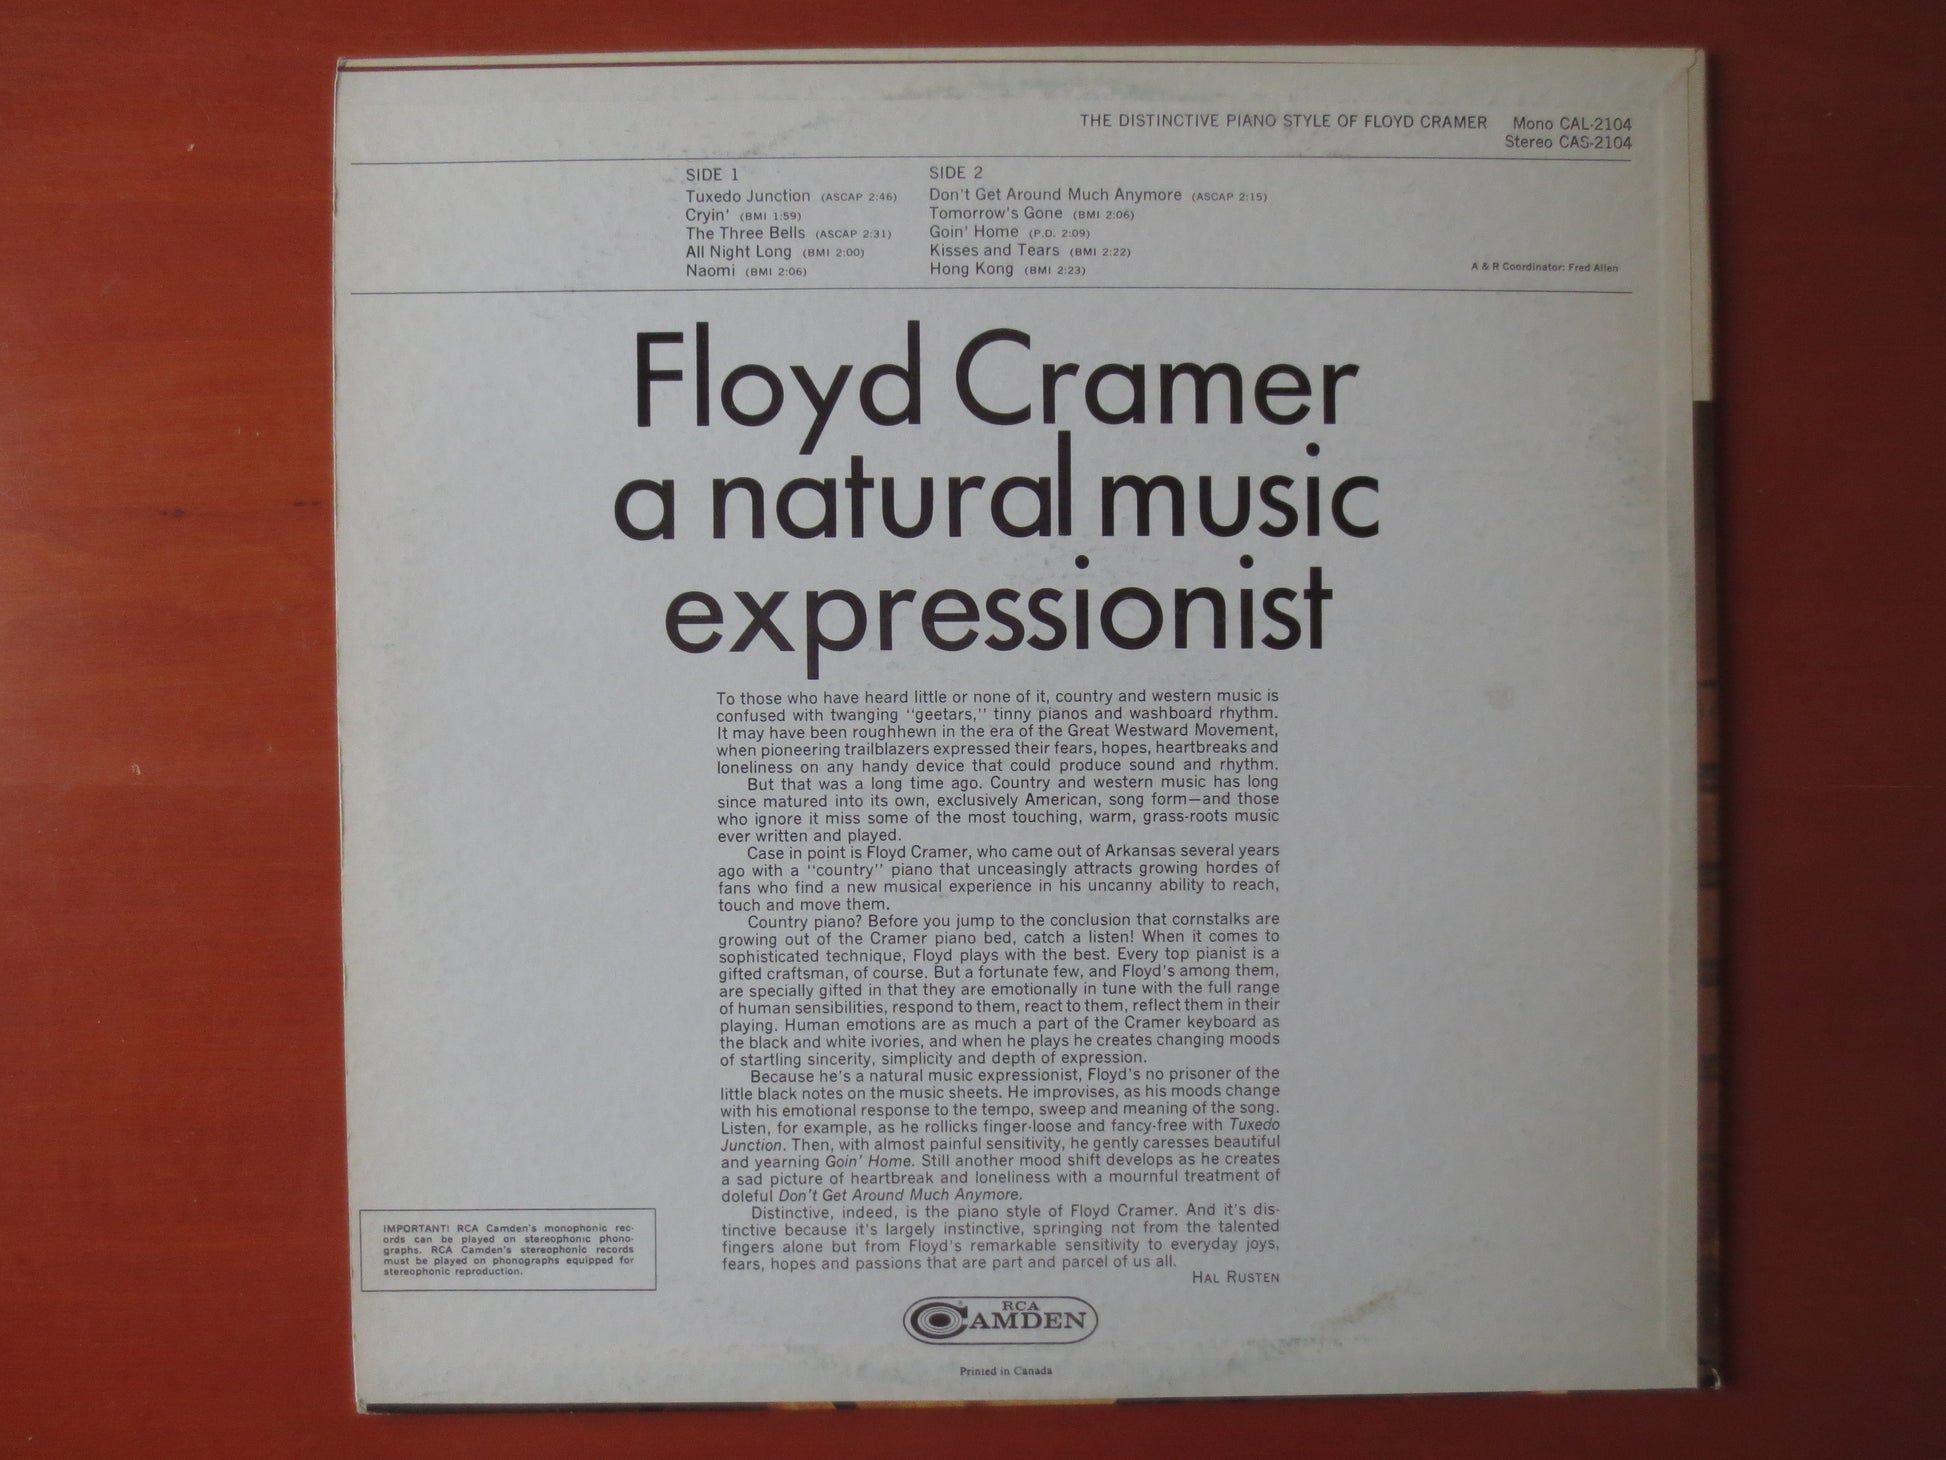 THE DISTINCTIVE PIANO STYLE OF FLOYD CRAMER Mono CAL-2104
Stereo CAS-2104
SIDE 1
Tuxedo Junction (ASCAP 2:46)
Cryin' (BMI 1:59)
The Three Bells (ASCAP 2:31)
All Night Long (BMI 2:00)
Naomi (BMI 2:06)
SIDE 2
Don't Get Around Much Anymore (ASCAP 2:15)
Tomorrow's Gone (BMI 2:06)
Goin' Home (P.D. 2:09)
Kisses and Tears (BMI 2:22)
Hong Kong (BMI 2:23)
A & R Coordinator: Fred Allen
Floyd Cramer
a natural music
expressionist
To those who have heard little or none of it, country and western music is
confused with twanging "geetars," tinny pianos and washboard rhythm.
It may have been roughhewn in the era of the Great Westward Movement,
when pioneering trailblazers expressed their fears, hopes, heartbreaks and
loneliness on any handy device that could produce sound and rhythm.
But that was a long time ago. Country and western music has long
since matured into its own, exclusively American, song form—and those
who ignore it miss some of the most touching, warm, grass-roots music
ever written and played.
Case in point is Floyd Cramer, who came out of Arkansas several years
ago with a "country" piano that unceasingly attracts growing hordes of
fans who find a new musical experience in his uncanny ability to reach,
touch and move them.
Country piano? Before you jump to the conclusion that cornstalks are
growing out of the Cramer piano bed, catch a listen! When it comes to
sophisticated technique, Floyd plays with the best. Every top pianist is a
gifted craftsman, of course. But a fortunate few, and Floyd's among them,
are specially gifted in that they are emotionally in tune with the full range
of human sensibilities, respond to them, react to them, reflect them in their
playing. Human emotions are as much a part of the Cramer keyboard as
the black and white ivories, and when he plays he creates changing moods
of startling sincerity, simplicity and depth of expression.
Because he's a natural music expressionist, Floyd's no prisoner of the
little black notes on the music sheets. He improvises, as his moods change
with his emotional response to the tempo, sweep and meaning of the song.
Listen, for example, as he rollicks finger-loose and fancy-free with Tuxedo
Junction. Then, with almost painful sensitivity, he gently caresses beautiful
and yearning Goin' Home. Still another mood shift develops as he creates
a sad picture of heartbreak and loneliness with a mournful treatment of
doleful Don't Get Around Much Anymore.
Distinctive, indeed, is the piano style of Floyd Cramer. And it's dis-
tinctive because it's largely instinctive, springing not from the talented
fingers alone but from Floyd's remarkable sensitivity to everyday joys,
fears, hopes and passions that are part and parcel of us all.
HAL RUSTEN
IMPORTANT! RCA Camden's monophonic rec-
ords can be played on stereophonic phono-
graphs. RCA Camden's stereophonic records
must be played on phonographs equipped for
stereophonic reproduction.
RCA
CAMDEN
Printed in Canada